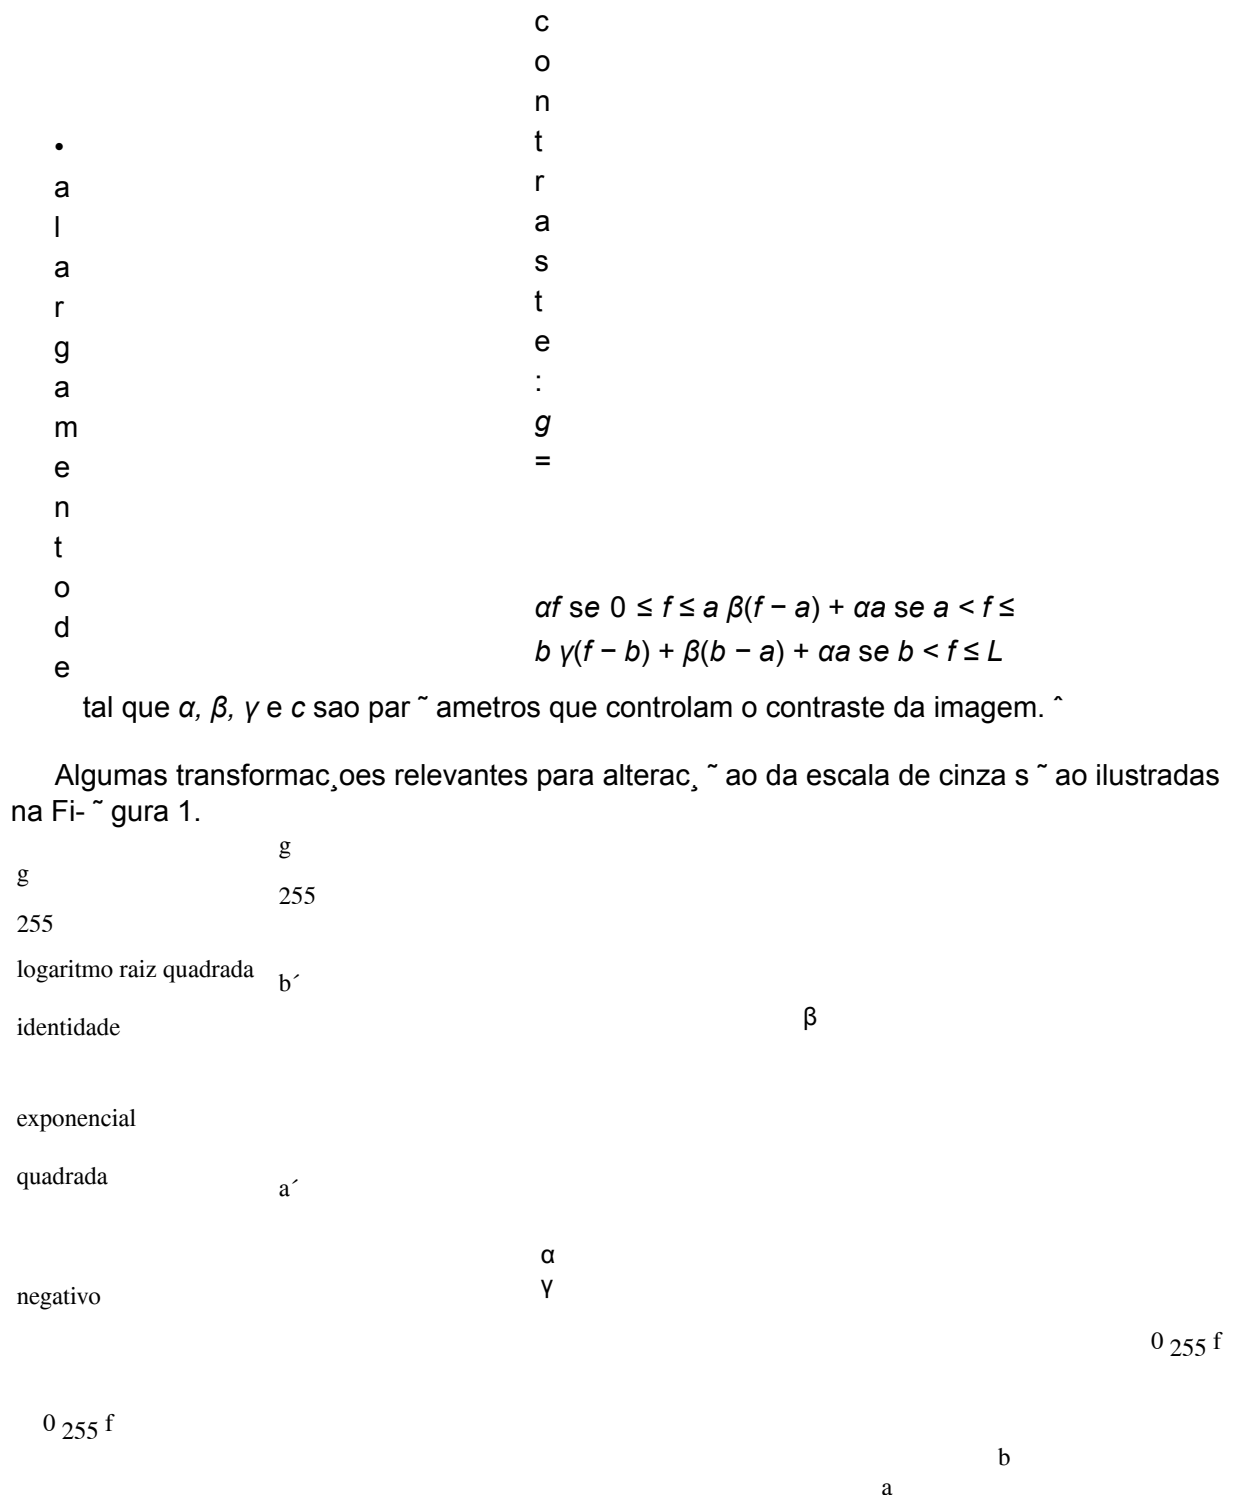 •
a
l
a
r
g
a
m
e
n
t
o
d
e
c
o
n
t
r
a
s
t
e
:
g
=
αf se 0 ≤ f ≤ a β(f − a) + αa se a < f ≤
b γ(f − b) + β(b − a) + αa se b < f ≤ L
tal que α, β, γ e c sao par ˜ ametros que controlam o contraste da imagem. ˆ
Algumas transformac¸oes relevantes para alterac¸ ˜ ao da escala de cinza s ˜ ao ilustradas
na Fi- ˜ gura 1.
g
255
logaritmo raiz quadrada
identidade
exponencial
quadrada
negativo
0 255 f
g
255
b´
a´
β
α
γ
0 255 f
b
a